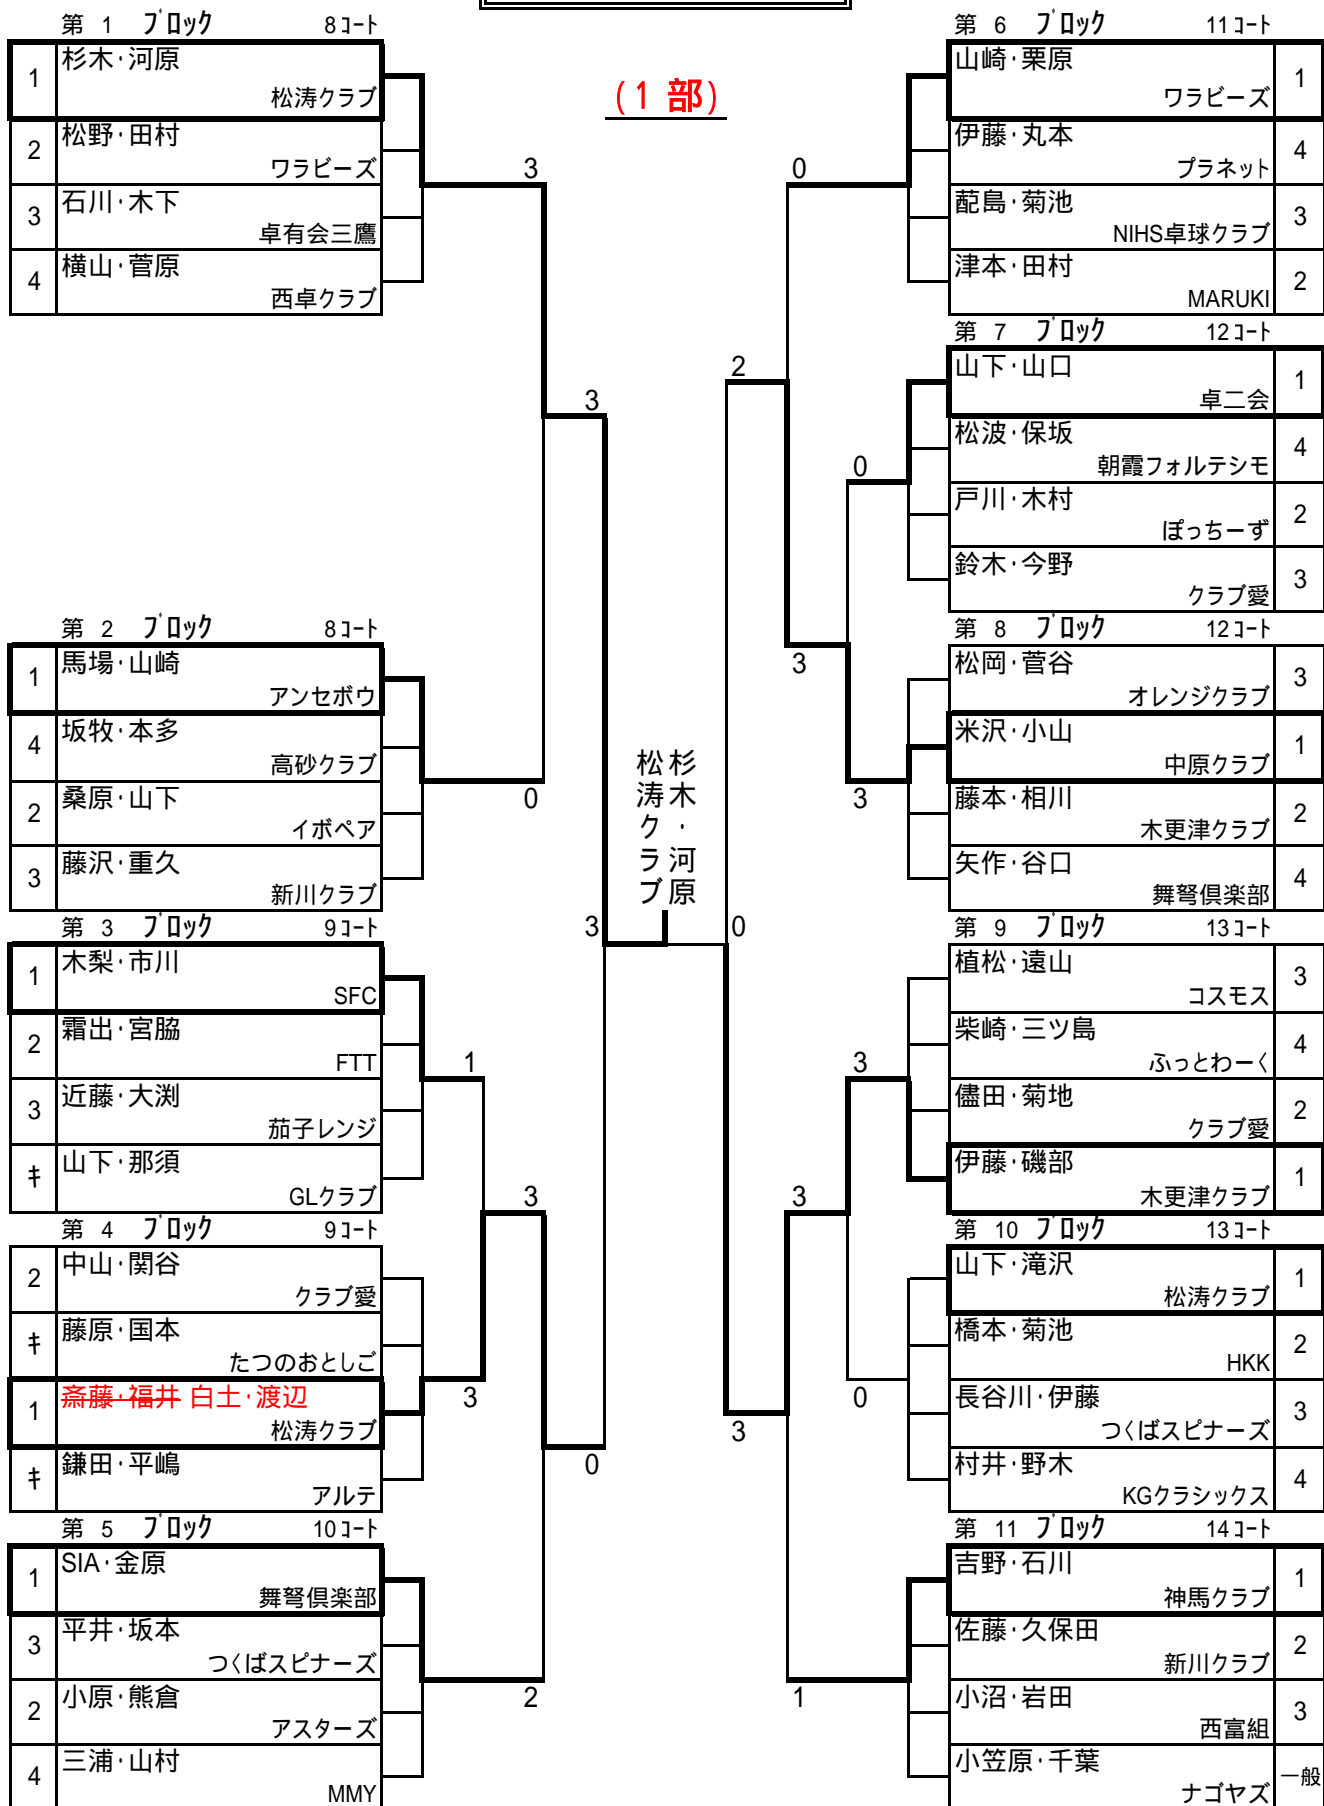 (1 部)
第 1 ブロック 8コート
1 杉木・河原
松涛クラブ
2 松野・田村
ワラビーズ
3 石川・木下
卓有会三鷹
4 横山・菅原
西卓クラブ
第 2 ブロック 8コート
1 馬場・山崎
アンセボウ
4 坂牧・本多
高砂クラブ
2 桑原・山下
イボペア
3 藤沢・重久
新川クラブ
第 3 ブロック 9コート
1 木梨・市川
SFC
2 霜出・宮脇
FTT
3 近藤・大渕
茄子レンジ
キ 山下・那須
GLクラブ
第 4 ブロック 9コート
2 中山・関谷
クラブ愛
キ 藤原・国本
たつのおとしご
1 斎藤・福井 白土・渡辺
松涛クラブ
キ 鎌田・平嶋
アルテ
第 5 ブロック 10コート
1 SIA・金原
舞弩倶楽部
3 平井・坂本
つくばスピナーズ
2 小原・熊倉
アスターズ
4 三浦・山村
MMY
3
0
3
1
3
3
0
2
3
杉木・河原
松涛クラブ
0
2
0
0
3
3
3
3
0
3
1
第 6 ブロック 11コート
山崎・栗原 1
ワラビーズ
伊藤・丸本 4
プラネット
配島・菊池 3
NIHS卓球クラブ
津本・田村 2
MARUKI
第 7 ブロック 12コート
山下・山口 1
卓二会
松波・保坂 4
朝霞フォルテシモ
戸川・木村 2
ぽっちーず
鈴木・今野 3
クラブ愛
第 8 ブロック 12コート
松岡・菅谷 3
オレンジクラブ
米沢・小山 1
中原クラブ
藤本・相川 2
木更津クラブ
矢作・谷口 4
舞弩倶楽部
第 9 ブロック 13コート
植松・遠山 3
コスモス
柴崎・三ツ島 4
ふっとわーく
儘田・菊地 2
クラブ愛
伊藤・磯部 1
木更津クラブ
第 10 ブロック 13コート
山下・滝沢 1
松涛クラブ
橋本・菊池 2
HKK
長谷川・伊藤 3
つくばスピナーズ
村井・野木 4
KGクラシックス
第 11 ブロック 14コート
吉野・石川 1
神馬クラブ
佐藤・久保田 2
新川クラブ
小沼・岩田 3
西富組
小笠原・千葉 一般
ナゴヤズ